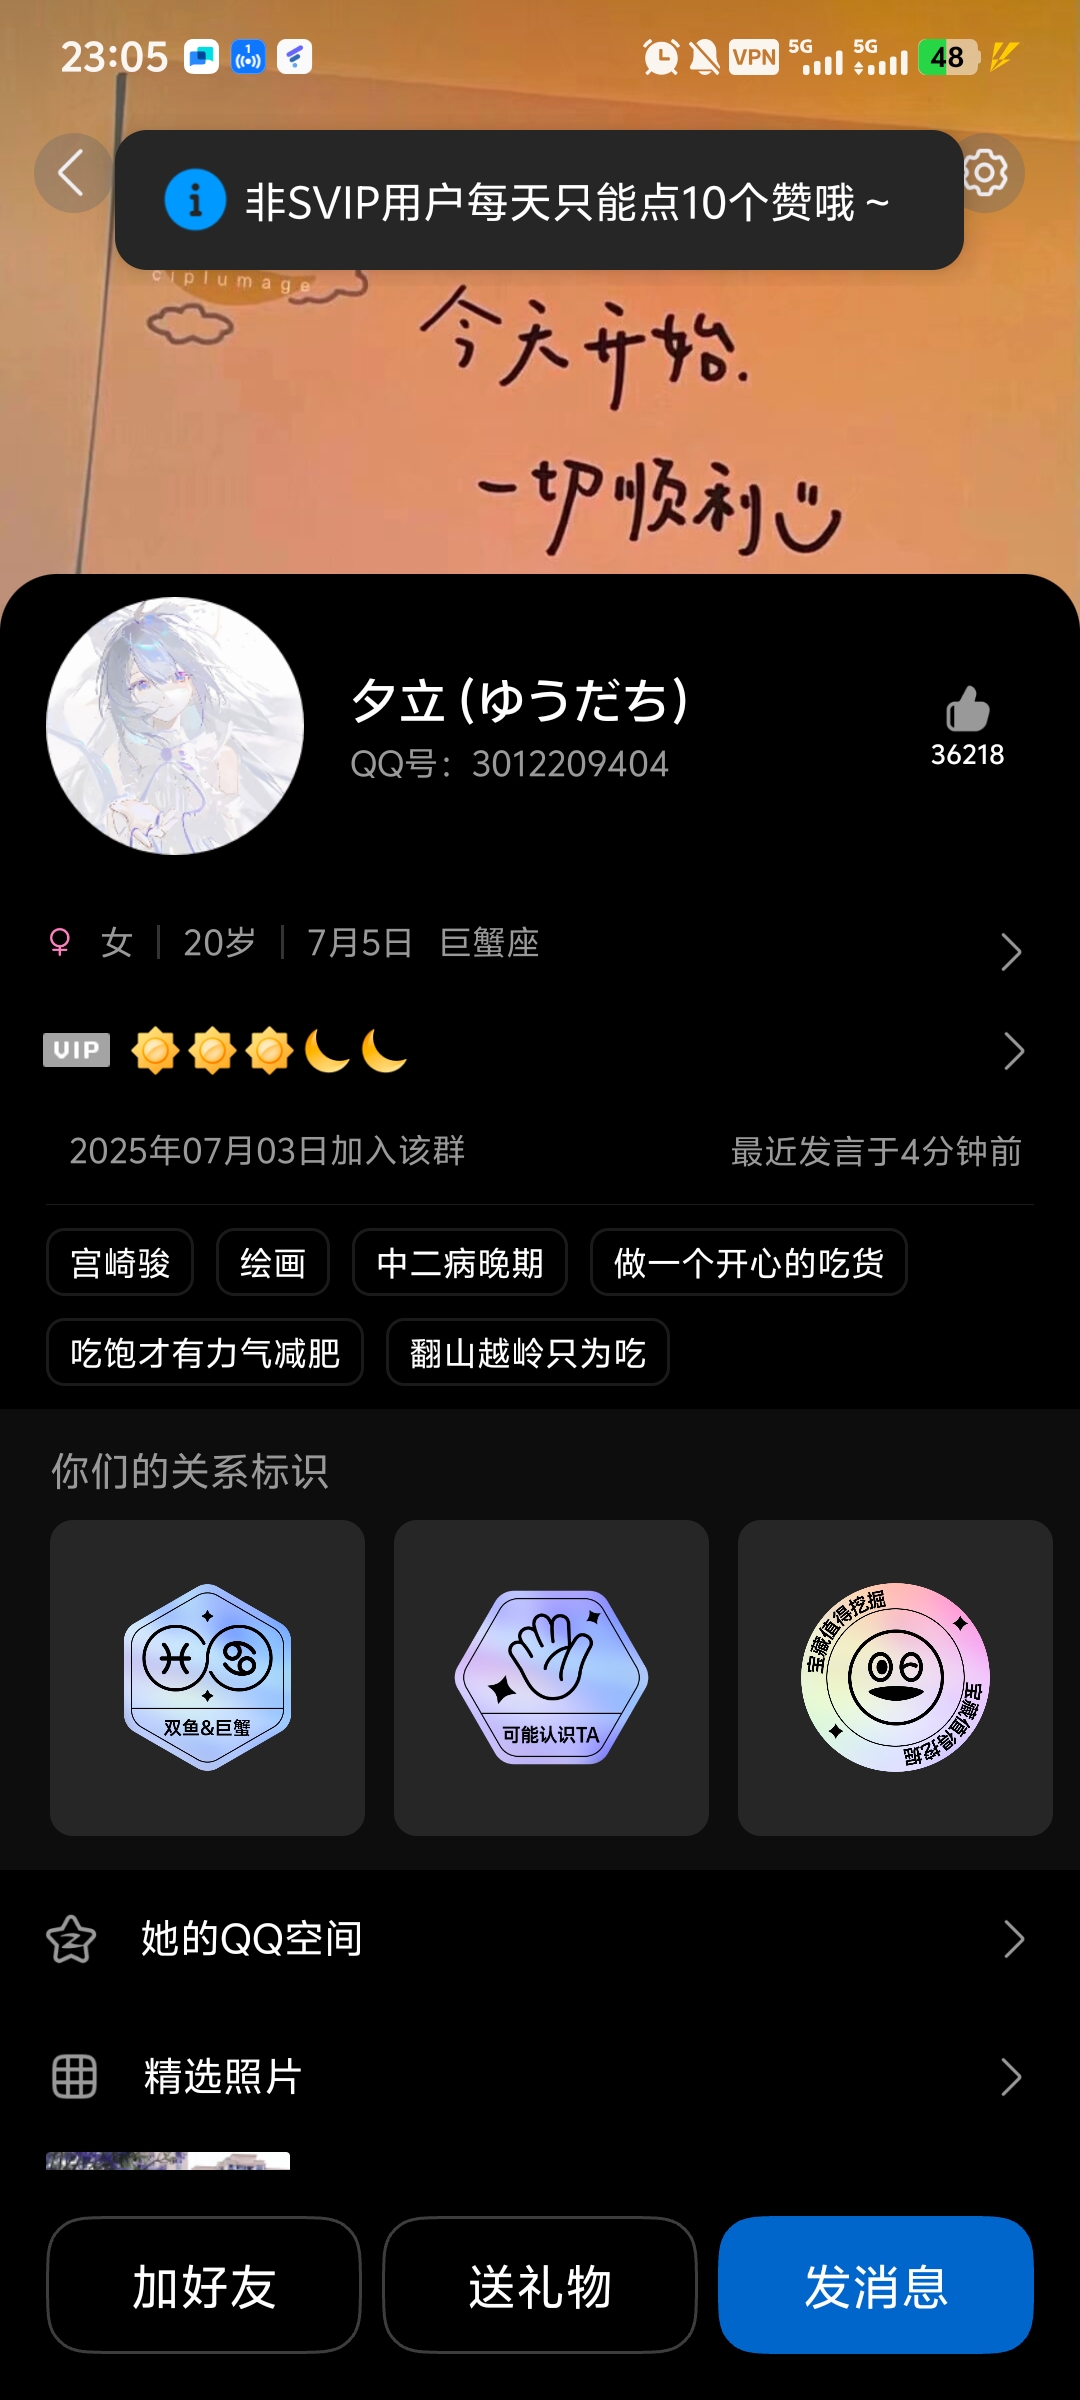 23:05
1
VPN
5G
5G
48
非SVIP用户每天只能点10个赞哦 ~
ciplumage
今天开始.
一切顺利
夕立 (ゆうだち)
QQ号：3012209404
36218
女
20岁
7月5日 巨蟹座
VIP
2025年07月03日加入该群
最近发言于4分钟前
宫崎骏
绘画
中二病晚期
做一个开心的吃货
吃饱才有力气减肥
翻山越岭只为吃
你们的关系标识
双鱼&巨蟹
可能认识TA
宝藏值得挖掘
宝藏值得挖掘
她的QQ空间
精选照片
加好友
送礼物
发消息